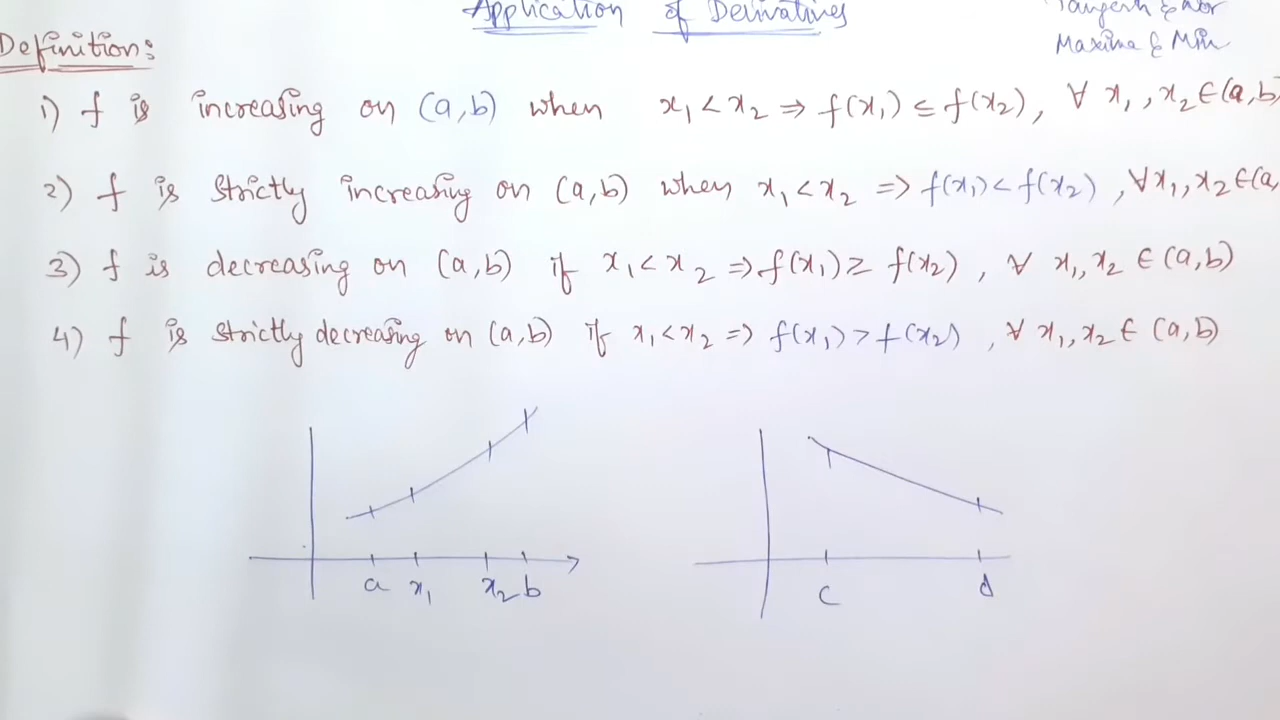 Application of Derivatives
Maxima & Min
Definition:
1) f is increasing on (a,b) when x₁ < x₂ ⇒ f(x₁) ≤ f(x₂), ∀ x₁, x₂ ∈ (a,b
2) f is strictly increasing on (a,b) when x₁ < x₂ ⇒ f(x₁) < f(x₂), ∀ x₁, x₂ ∈ (a,
3) f is decreasing on (a,b) if x₁ < x₂ ⇒ f(x₁) ≥ f(x₂), ∀ x₁, x₂ ∈ (a,b)
4) f is strictly decreasing on (a,b) if x₁ < x₂ ⇒ f(x₁) > f(x₂), ∀ x₁, x₂ ∈ (a,b)
a x₁ x₂ b
c d